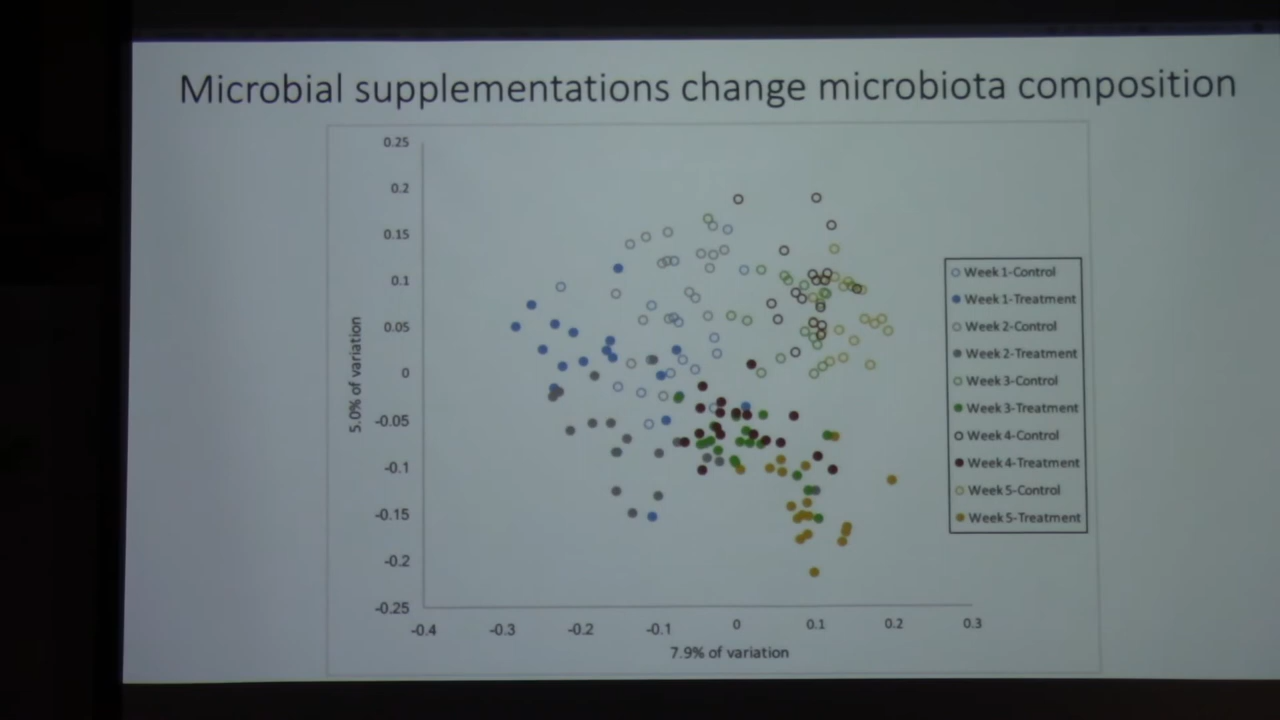 Microbial supplementations change microbiota composition
0.25
0.2
0.15
0.1
0.05
0
-0.05
-0.1
-0.15
-0.2
-0.25
5.0% of variation
-0.4 -0.3 -0.2 -0.1 0 0.1 0.2 0.3
7.9% of variation
Week 1-Control
Week 1-Treatment
Week 2-Control
Week 2-Treatment
Week 3-Control
Week 3-Treatment
Week 4-Control
Week 4-Treatment
Week 5-Control
Week 5-Treatment